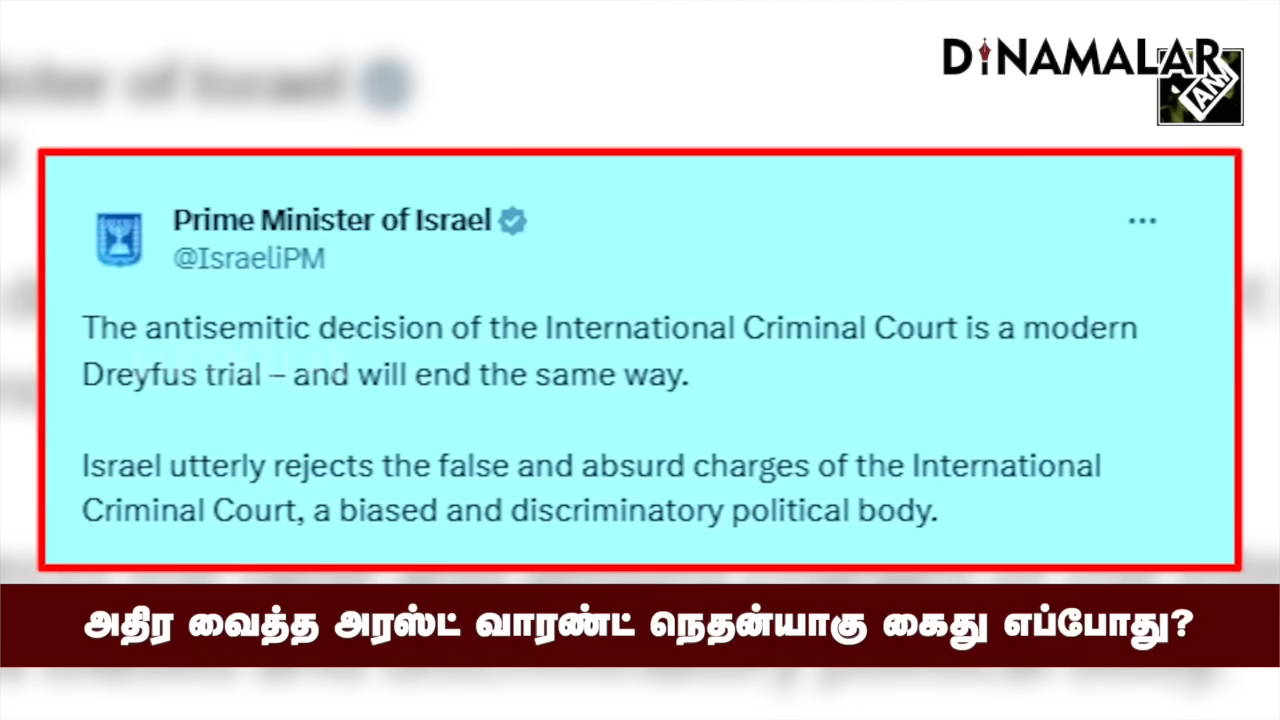 DINAMALAR
ANI
Prime Minister of Israel
@IsraeliPM
The antisemitic decision of the International Criminal Court is a modern
Dreyfus trial – and will end the same way.
Israel utterly rejects the false and absurd charges of the International
Criminal Court, a biased and discriminatory political body.
அதிர வைத்த அரஸ்ட் வாரண்ட் நெதன்யாகு கைது எப்போது?